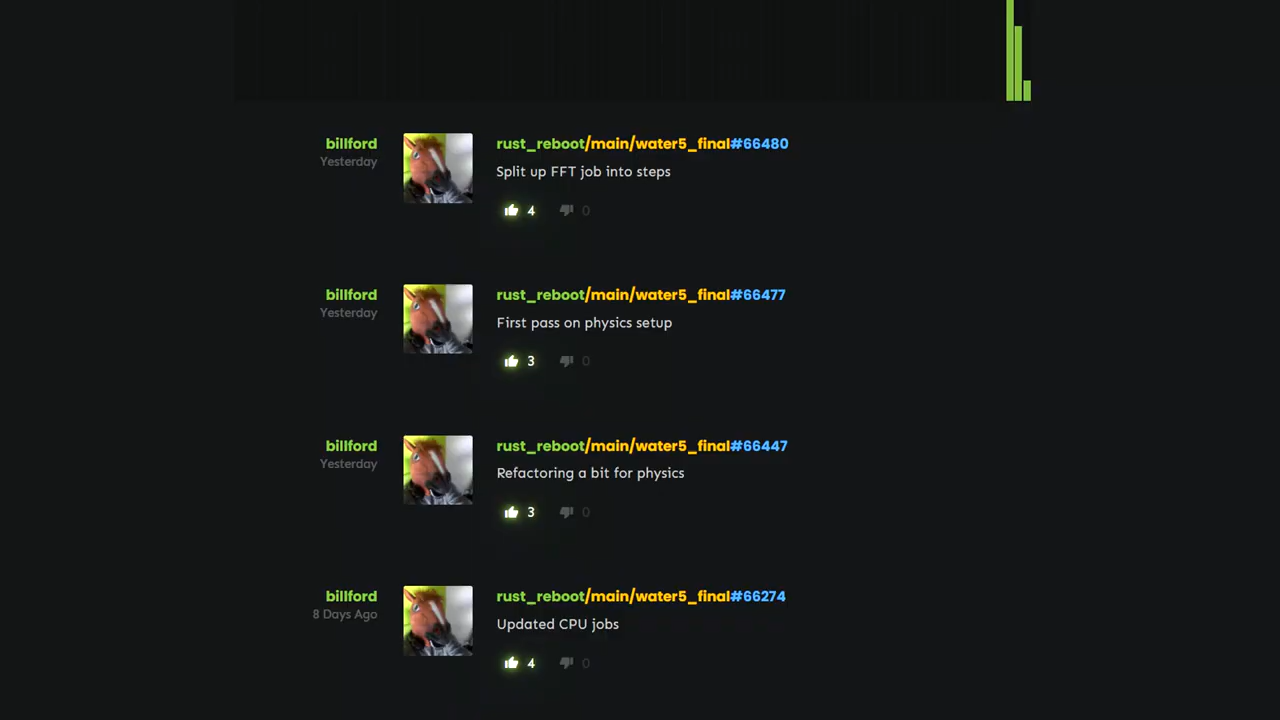 billford
Yesterday
rust_reboot/main/water5_final#66480
Split up FFT job into steps
4 0
billford
Yesterday
rust_reboot/main/water5_final#66477
First pass on physics setup
3 0
billford
Yesterday
rust_reboot/main/water5_final#66447
Refactoring a bit for physics
3 0
billford
8 Days Ago
rust_reboot/main/water5_final#66274
Updated CPU jobs
4 0